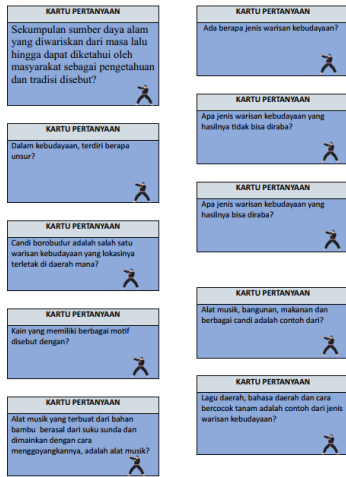 KARTU PERTANYAAN
Sekumpulan sumber daya alam
yang diwariskan dari masa lalu
hingga dapat diketahui oleh
masyarakat sebagai pengetahuan
dan tradisi disebut?
KARTU PERTANYAAN
Dalam kebudayaan, terdiri berapa
unsur?
KARTU PERTANYAAN
Candi borobudur adalah salah satu
warisan kebudayaan yang lokasinya
terletak di daerah mana?
KARTU PERTANYAAN
Kain yang memiliki berbagai motif
disebut dengan?
KARTU PERTANYAAN
Alat musik yang terbuat dari bahan
bambu berasal dari suku sunda dan
dimainkan dengan cara
menggoyangkannya, adalah alat musik?
KARTU PERTANYAAN
Ada berapa jenis warisan kebudayaan?
KARTU PERTANYAAN
Apa jenis warisan kebudayaan yang
hasilnya tidak bisa diraba?
KARTU PERTANYAAN
Apa jenis warisan kebudayaan yang
hasilnya bisa diraba?
KARTU PERTANYAAN
Alat musik, bangunan, makanan dan
berbagai candi adalah contoh dari?
KARTU PERTANYAAN
Lagu daerah, bahasa daerah dan cara
bercocok tanam adalah contoh dari jenis
warisan kebudayaan?